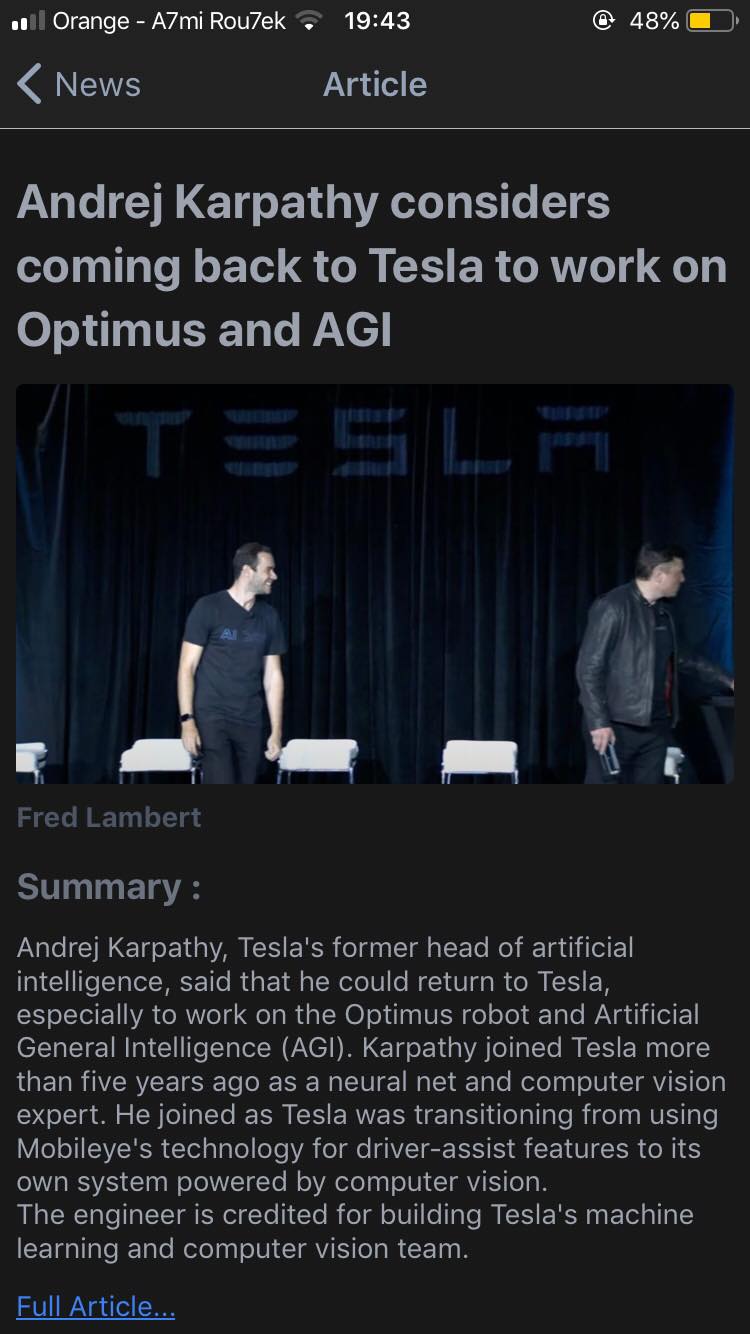 Orange - A7mi Rou7ek 19:43 48%
News Article
Andrej Karpathy considers
coming back to Tesla to work on
Optimus and AGI
TESLA
AI
Fred Lambert
Summary :
Andrej Karpathy, Tesla's former head of artificial
intelligence, said that he could return to Tesla,
especially to work on the Optimus robot and Artificial
General Intelligence (AGI). Karpathy joined Tesla more
than five years ago as a neural net and computer vision
expert. He joined as Tesla was transitioning from using
Mobileye's technology for driver-assist features to its
own system powered by computer vision.
The engineer is credited for building Tesla's machine
learning and computer vision team.
Full Article...